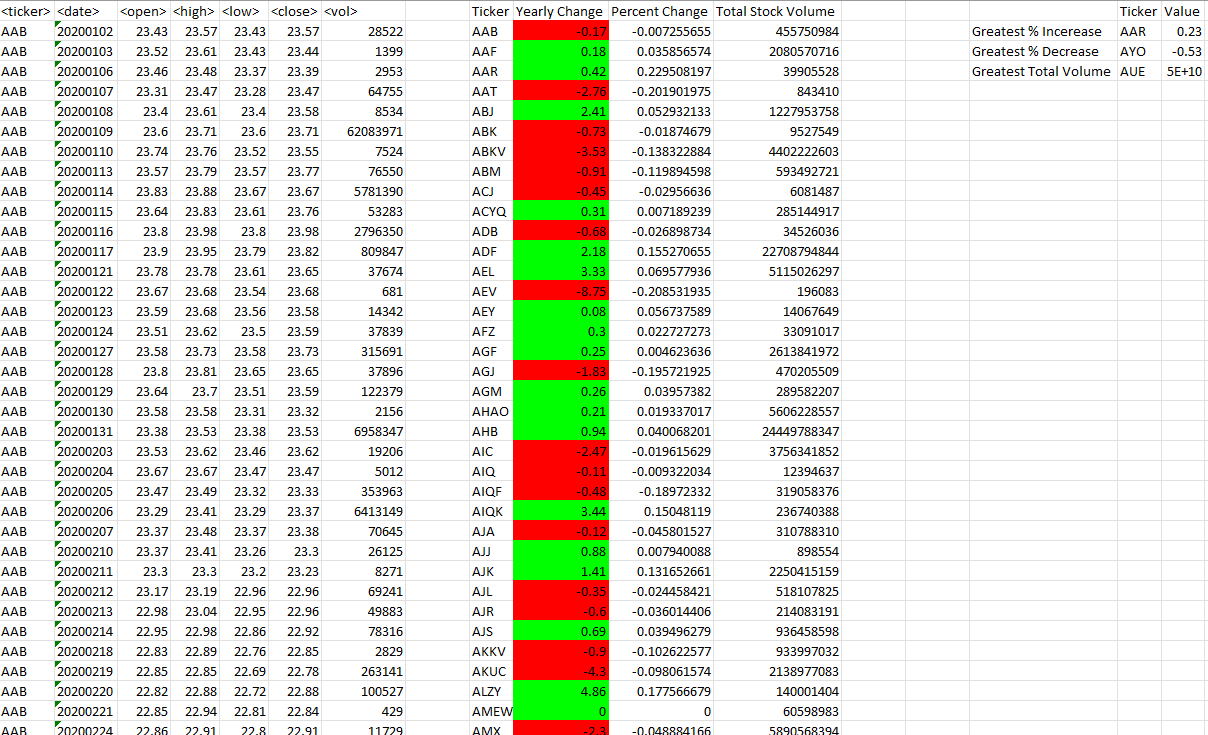 <ticker> <date> <open> <high> <low> <close> <vol> Ticker Yearly Change Percent Change Total Stock Volume Ticker Value
AAB 20200102 23.43 23.57 23.43 23.57 28522 AAB -0.17 -0.007255655 455750984 Greatest % Incerease AAR 0.23
AAB 20200103 23.52 23.61 23.43 23.44 1399 AAF 0.18 0.035856574 2080570716 Greatest % Decrease AYO -0.53
AAB 20200106 23.46 23.48 23.37 23.39 2953 AAR 0.42 0.229508197 39905528 Greatest Total Volume AUE 5E+10
AAB 20200107 23.31 23.47 23.28 23.47 64755 AAT -2.76 -0.201901975 843410
AAB 20200108 23.4 23.61 23.4 23.58 8534 ABJ 2.41 0.052932133 1227953758
AAB 20200109 23.6 23.71 23.6 23.71 62083971 ABK -0.73 -0.01874679 9527549
AAB 20200110 23.74 23.76 23.52 23.55 7524 ABKV -3.53 -0.138322884 4402222603
AAB 20200113 23.57 23.79 23.57 23.77 76550 ABM -0.91 -0.119894598 593492721
AAB 20200114 23.83 23.88 23.67 23.67 5781390 ACJ -0.45 -0.02956636 6081487
AAB 20200115 23.64 23.83 23.61 23.76 53283 ACYQ 0.31 0.007189239 285144917
AAB 20200116 23.8 23.98 23.8 23.98 2796350 ADB -0.68 -0.026898734 34526036
AAB 20200117 23.9 23.95 23.79 23.82 809847 ADF 2.18 0.155270655 22708794844
AAB 20200121 23.78 23.78 23.61 23.65 37674 AEL 3.33 0.069577936 5115026297
AAB 20200122 23.67 23.68 23.54 23.68 681 AEV -8.75 -0.208531935 196083
AAB 20200123 23.59 23.68 23.56 23.58 14342 AEY 0.08 0.056737589 14067649
AAB 20200124 23.51 23.62 23.5 23.59 37839 AFZ 0.3 0.022727273 33091017
AAB 20200127 23.58 23.73 23.58 23.73 315691 AGF 0.25 0.004623636 2613841972
AAB 20200128 23.8 23.81 23.65 23.65 37896 AGJ -1.83 -0.195721925 470205509
AAB 20200129 23.64 23.7 23.51 23.59 122379 AGM 0.26 0.03957382 289582207
AAB 20200130 23.58 23.58 23.31 23.32 2156 AHAO 0.21 0.019337017 5606228557
AAB 20200131 23.38 23.53 23.38 23.53 6958347 AHB 0.94 0.040068201 24449788347
AAB 20200203 23.53 23.62 23.46 23.62 19206 AIC -2.47 -0.019615629 3756341852
AAB 20200204 23.67 23.67 23.47 23.47 5012 AIQ -0.11 -0.009322034 12394637
AAB 20200205 23.47 23.49 23.32 23.33 353963 AIQF -0.48 -0.18972332 319058376
AAB 20200206 23.29 23.41 23.29 23.37 6413149 AIQK 3.44 0.15048119 236740388
AAB 20200207 23.37 23.48 23.37 23.38 70645 AJA -0.12 -0.045801527 310788310
AAB 20200210 23.37 23.41 23.26 23.3 26125 AJJ 0.88 0.007940088 898554
AAB 20200211 23.3 23.3 23.2 23.23 8271 AJK 1.41 0.131652661 2250415159
AAB 20200212 23.17 23.19 22.96 22.96 69241 AJL -0.35 -0.024458421 518107825
AAB 20200213 22.98 23.04 22.95 22.96 49883 AJR -0.6 -0.036014406 214083191
AAB 20200214 22.95 22.98 22.86 22.92 78316 AJS 0.69 0.039496279 936458598
AAB 20200218 22.83 22.89 22.76 22.85 2829 AKKV -0.9 -0.102622577 933997032
AAB 20200219 22.85 22.85 22.69 22.78 263141 AKUC -4.3 -0.098061574 2138977083
AAB 20200220 22.82 22.88 22.72 22.88 100527 ALZY 4.86 0.177566679 140001404
AAB 20200221 22.85 22.94 22.81 22.84 429 AMEW 0 0 60598983
AAB 20200224 22.86 22.91 22.8 22.91 11729 AMX -2.3 -0.048884166 5890568394